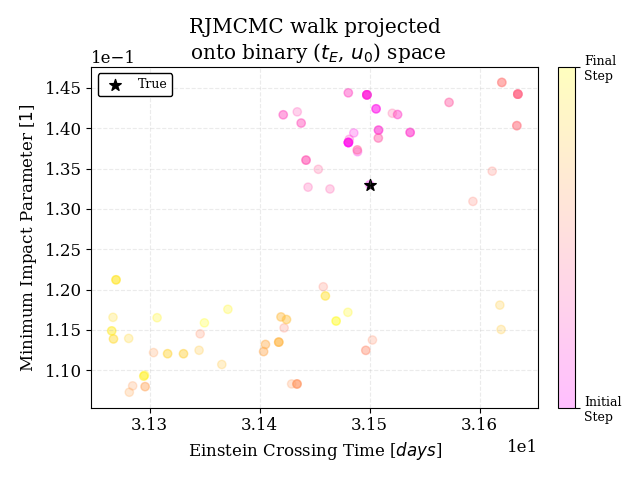 RJMCMC walk projected
onto binary (t_E, u_0) space
1e−1
True
1.45
1.40
1.35
1.30
1.25
1.20
1.15
1.10
Minimum Impact Parameter [1]
3.13
3.14
3.15
3.16
1e1
Einstein Crossing Time [days]
Final
Step
Initial
Step